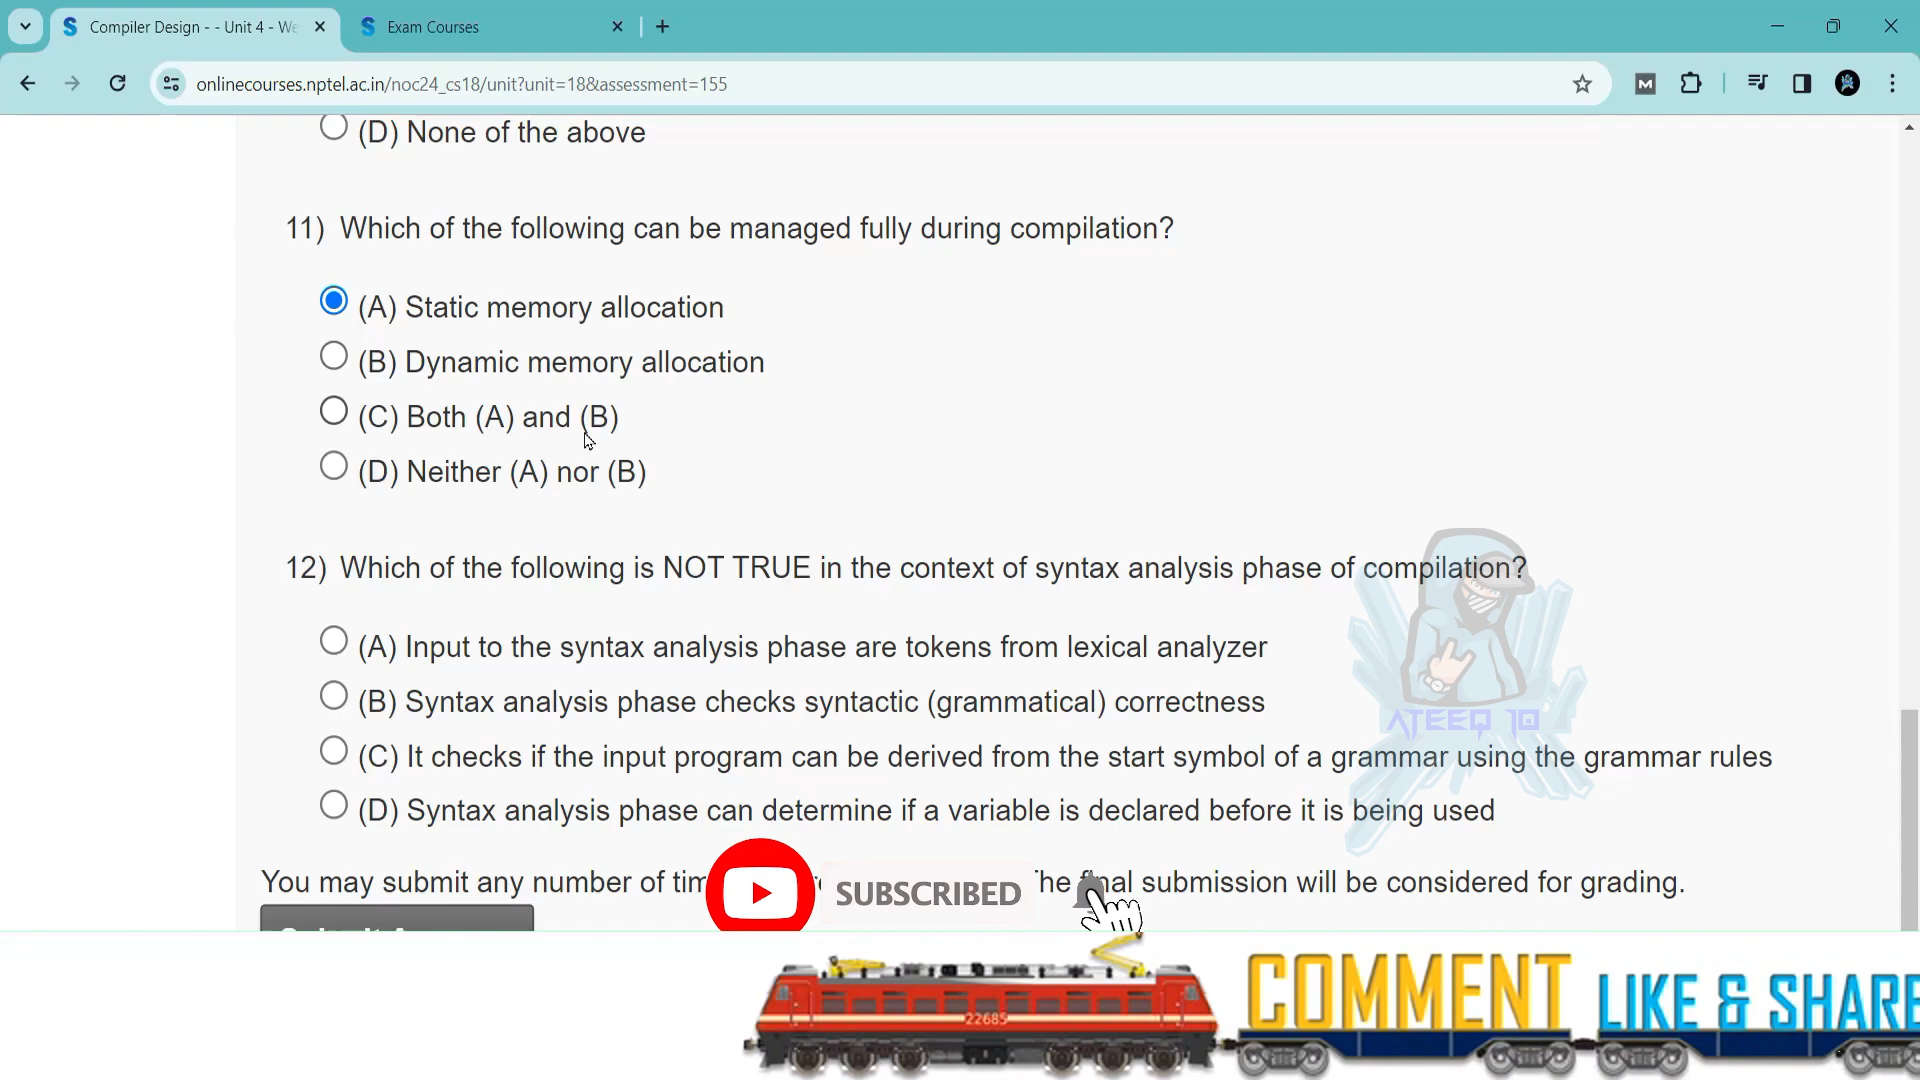 Compiler Design - - Unit 4 - We
Exam Courses
onlinecourses.nptel.ac.in/noc24_cs18/unit?unit=18&assessment=155
M
(D) None of the above
11) Which of the following can be managed fully during compilation?
(A) Static memory allocation
(B) Dynamic memory allocation
(C) Both (A) and (B)
(D) Neither (A) nor (B)
12) Which of the following is NOT TRUE in the context of syntax analysis phase of compilation?
(A) Input to the syntax analysis phase are tokens from lexical analyzer
(B) Syntax analysis phase checks syntactic (grammatical) correctness
ATEEQ 10
(C) It checks if the input program can be derived from the start symbol of a grammar using the grammar rules
(D) Syntax analysis phase can determine if a variable is declared before it is being used
You may submit any number of final submission will be considered for grading.
SUBSCRIBED
22685
COMMENT
LIKE & SHARE